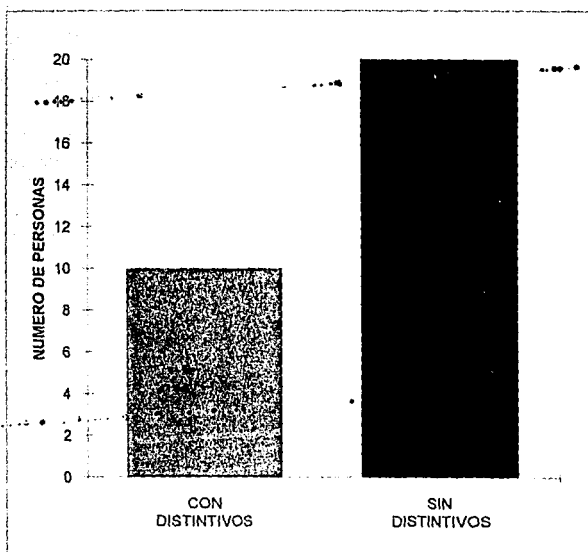 NUMERO DE PERSONAS
20
18
16
14
12
10
8
6
4
2
0
CON
DISTINTIVOS
SIN
DISTINTIVOS